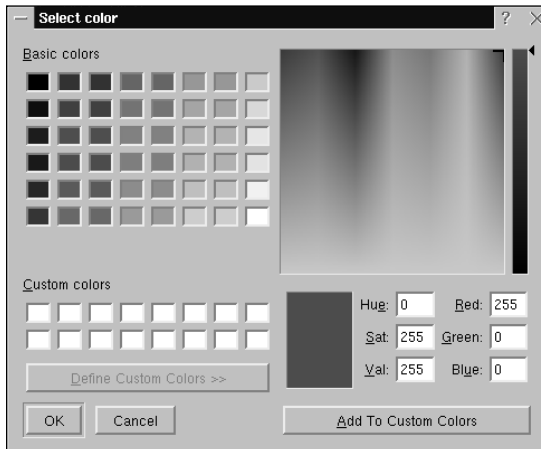 Select color ?
Basic colors
Custom colors
Define Custom Colors >>
OK Cancel
Hue: 0 Red: 255
Sat: 255 Green: 0
Val: 255 Blue: 0
Add To Custom Colors